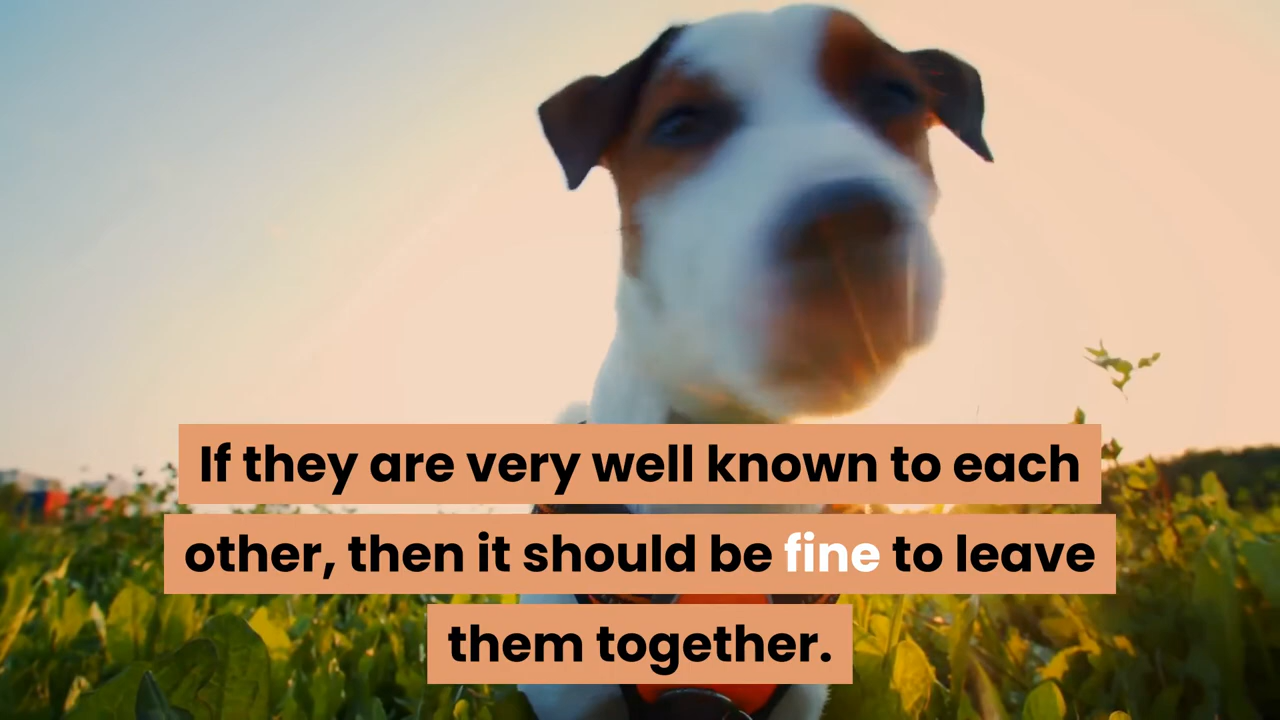 If they are very well known to each
other, then it should be fine to leave
them together.